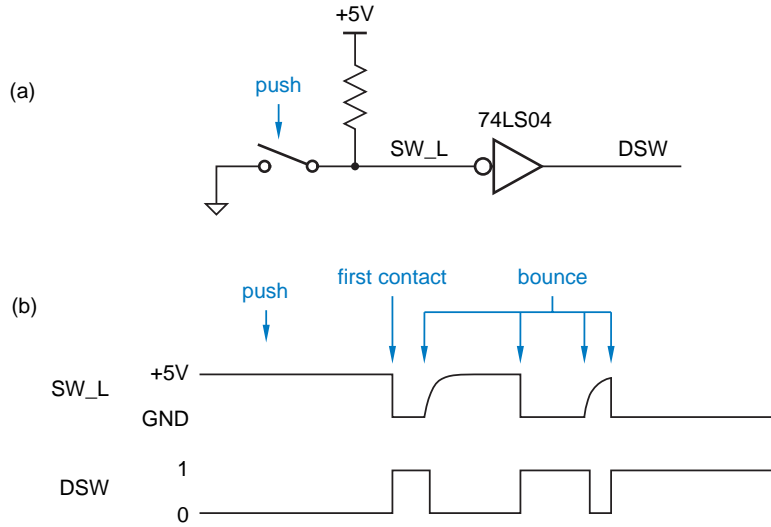 +5V
(a)
push
74LS04
SW_L
DSW
first contact
bounce
push
(b)
+5V
SW_L
GND
1
DSW
0